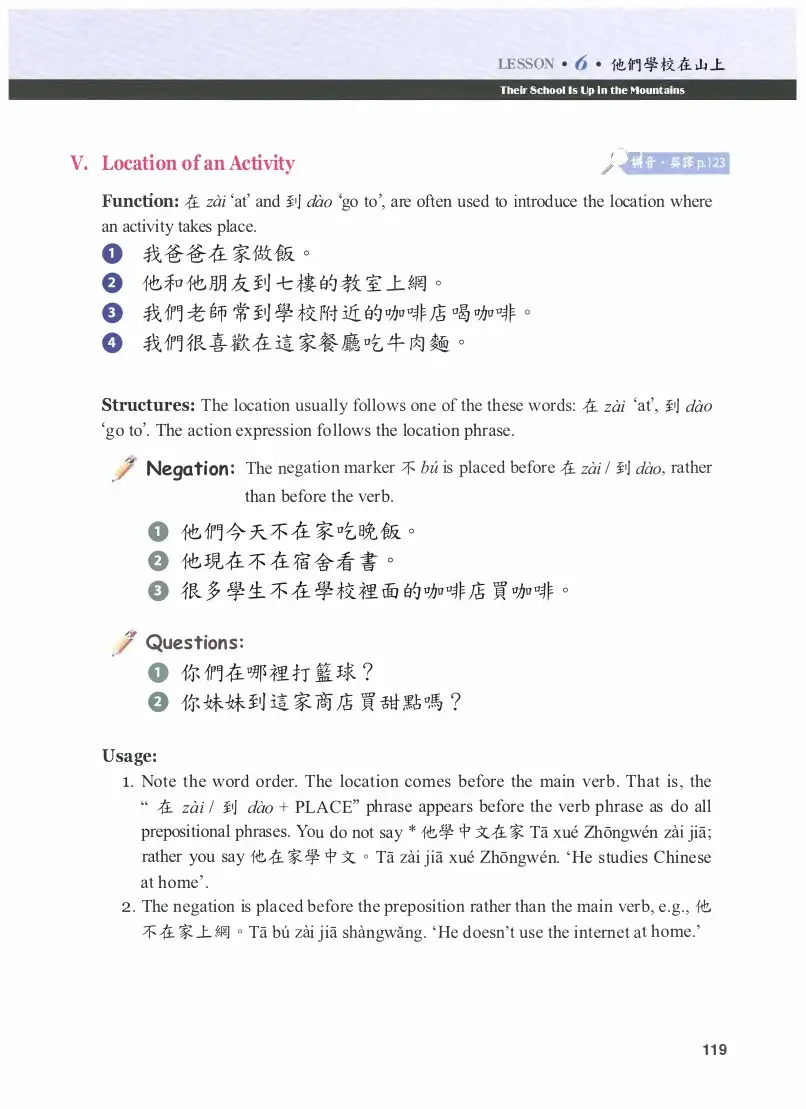 LESSON • 6 • 他們學校在山上
Their School Is Up in the Mountains
V. Location of an Activity
拼音。英譯 p.123
Function: 在 zài ‘at’ and 到 dào ‘go to’, are often used to introduce the location where
an activity takes place.
1 我爸爸在家做飯。
2 他和他朋友到七樓的教室上網。
3 我們老師常到學校附近的咖啡店喝咖啡。
4 我們很喜歡在這家餐廳吃牛肉麵。
Structures: The location usually follows one of the these words: 在 zài ‘at’, 到 dào
‘go to’. The action expression follows the location phrase.
Negation: The negation marker 不 bú is placed before 在 zài / 到 dào, rather
than before the verb.
1 他們今天不在家吃晚飯。
2 他現在不在宿舍看書。
3 很多學生不在學校裡面的咖啡店買咖啡。
Questions:
1 你們在哪裡打籃球？
2 你妹妹到這家商店買甜點嗎？
Usage:
1. Note the word order. The location comes before the main verb. That is, the
“ 在 zài / 到 dào + PLACE” phrase appears before the verb phrase as do all
prepositional phrases. You do not say * 他學中文在家 Tā xué Zhōngwén zài jiā;
rather you say 他在家學中文。Tā zài jiā xué Zhōngwén. ‘He studies Chinese
at home’.
2. The negation is placed before the preposition rather than the main verb, e.g., 他
不在家上網。Tā bú zài jiā shàngwǎng. ‘He doesn’t use the internet at home.’
119